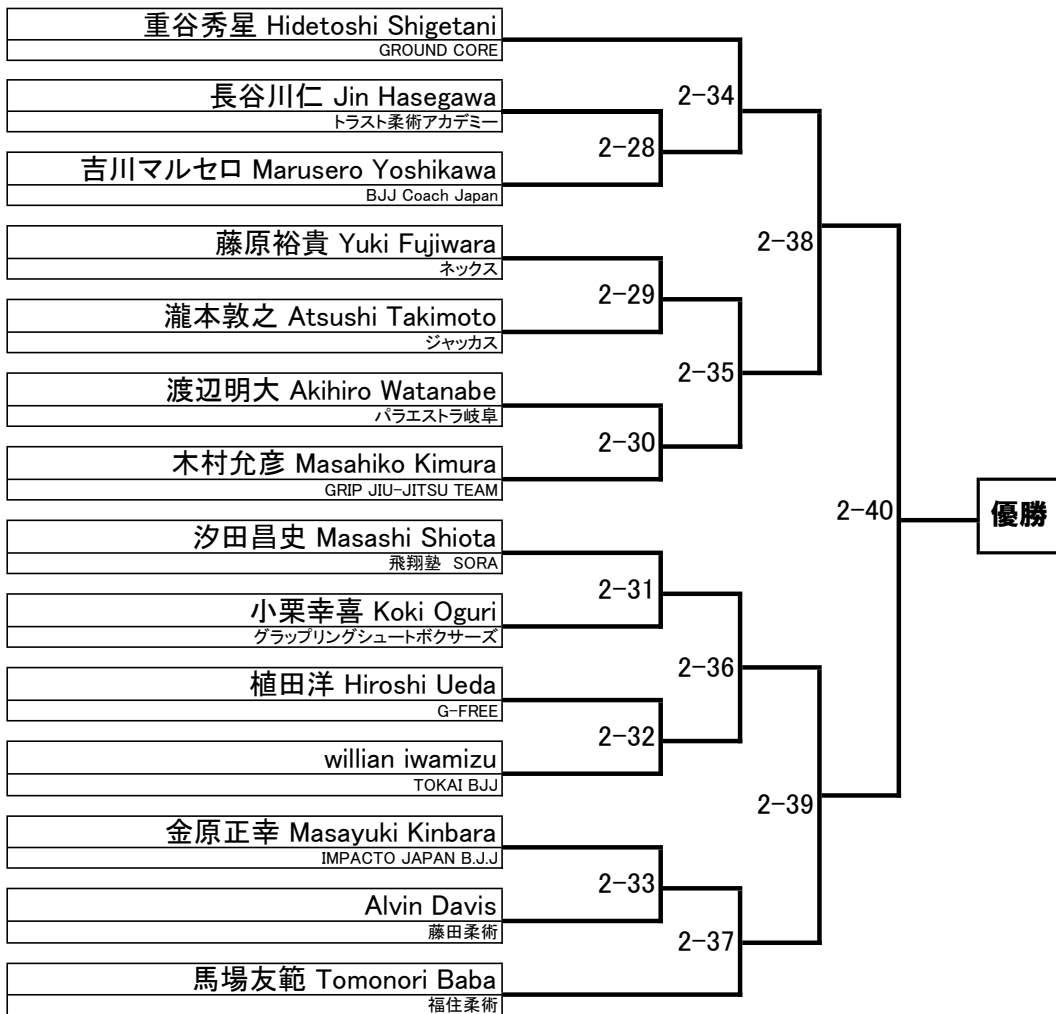 重谷秀星 Hidetoshi Shigetani
GROUND CORE
長谷川仁 Jin Hasegawa
トラスト柔術アカデミー
吉川マルセロ Marusero Yoshikawa
BJJ Coach Japan
藤原裕貴 Yuki Fujiwara
ネックス
瀧本敦之 Atsushi Takimoto
ジャッカス
渡辺明大 Akihiro Watanabe
パラエストラ岐阜
木村允彦 Masahiko Kimura
GRIP JIU-JITSU TEAM
汐田昌史 Masashi Shiota
飛翔塾 SORA
小栗幸喜 Koki Oguri
グラップリングシュートボクサーズ
植田洋 Hiroshi Ueda
G-FREE
willian iwamizu
TOKAI BJJ
金原正幸 Masayuki Kinbara
IMPACTO JAPAN B.J.J
Alvin Davis
藤田柔術
馬場友範 Tomonori Baba
福住柔術
2-28
2-29
2-30
2-31
2-32
2-33
2-34
2-35
2-36
2-37
2-38
2-39
2-40
優勝